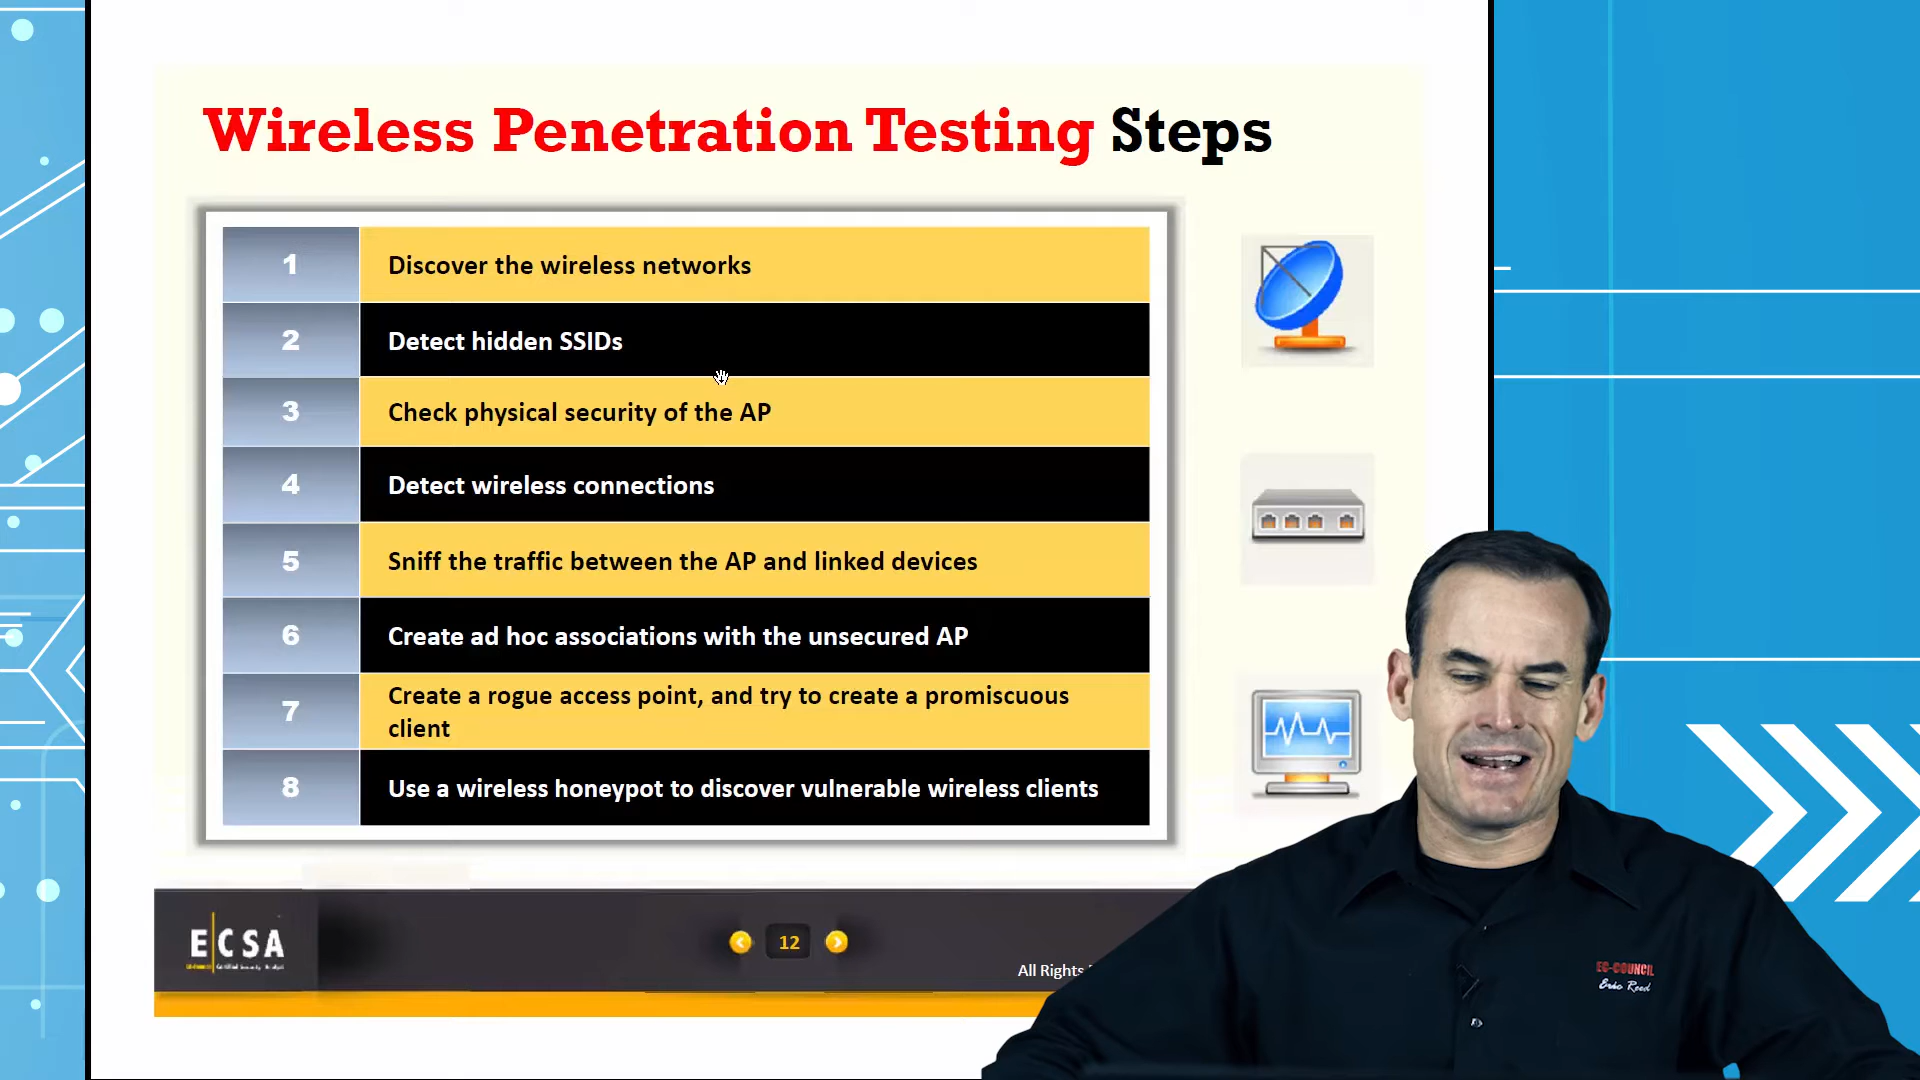 Wireless Penetration Testing Steps
1 Discover the wireless networks
2 Detect hidden SSIDs
3 Check physical security of the AP
4 Detect wireless connections
5 Sniff the traffic between the AP and linked devices
6 Create ad hoc associations with the unsecured AP
7 Create a rogue access point, and try to create a promiscuous
client
8 Use a wireless honeypot to discover vulnerable wireless clients
ECSA
12
All Rights
EC-COUNCIL
Eric Reed